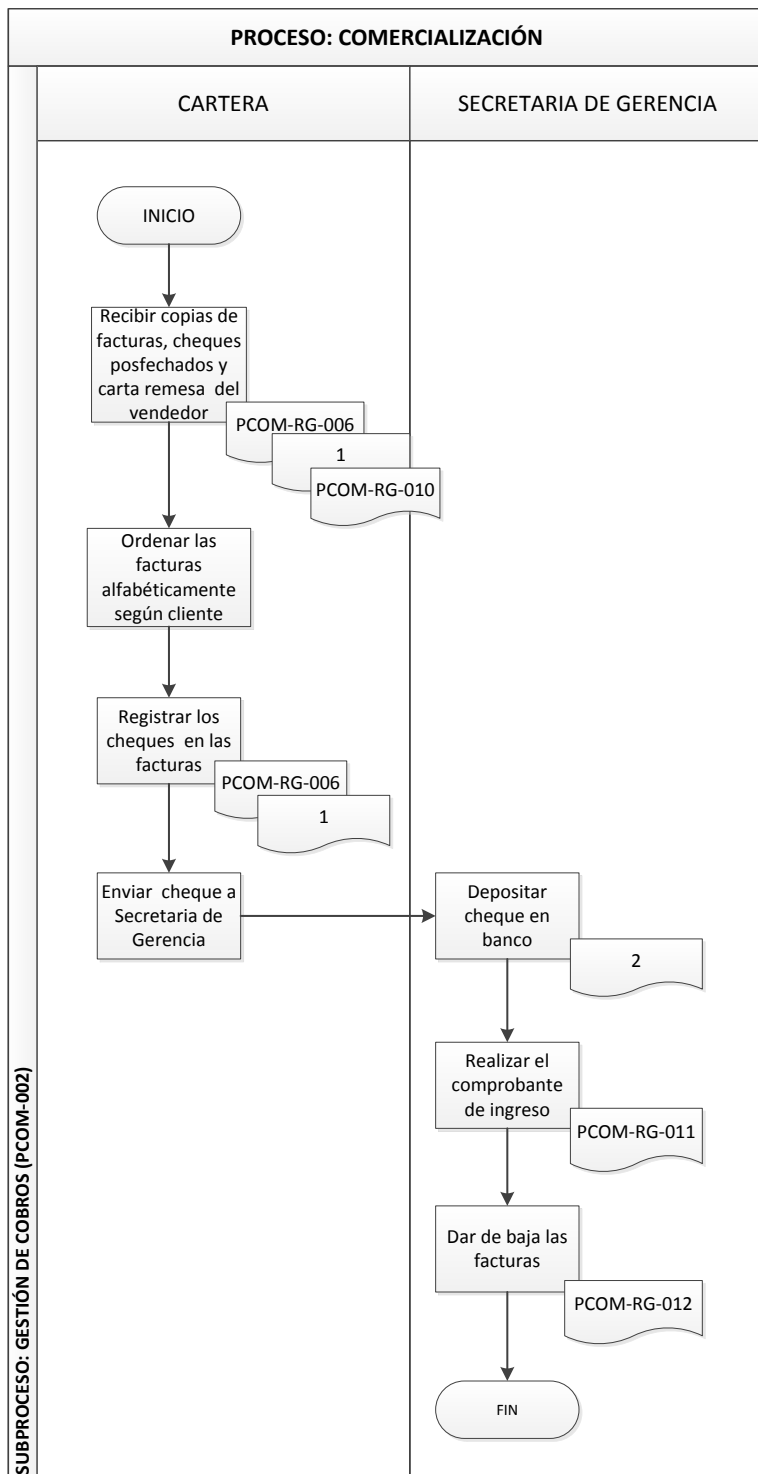 PROCESO: COMERCIALIZACIÓN
CARTERA
SECRETARIA DE GERENCIA
INICIO
Recibir copias de
facturas, cheques
posfechados y
carta remesa del
vendedor
PCOM-RG-006
1
PCOM-RG-010
Ordenar las
facturas
alfabéticamente
según cliente
Registrar los
cheques en las
facturas
PCOM-RG-006
1
Enviar cheque a
Secretaria de
Gerencia
Depositar
cheque en
banco
2
Realizar el
comprobante
de ingreso
PCOM-RG-011
Dar de baja las
facturas
PCOM-RG-012
FIN
SUBPROCESO: GESTIÓN DE COBROS (PCOM-002)